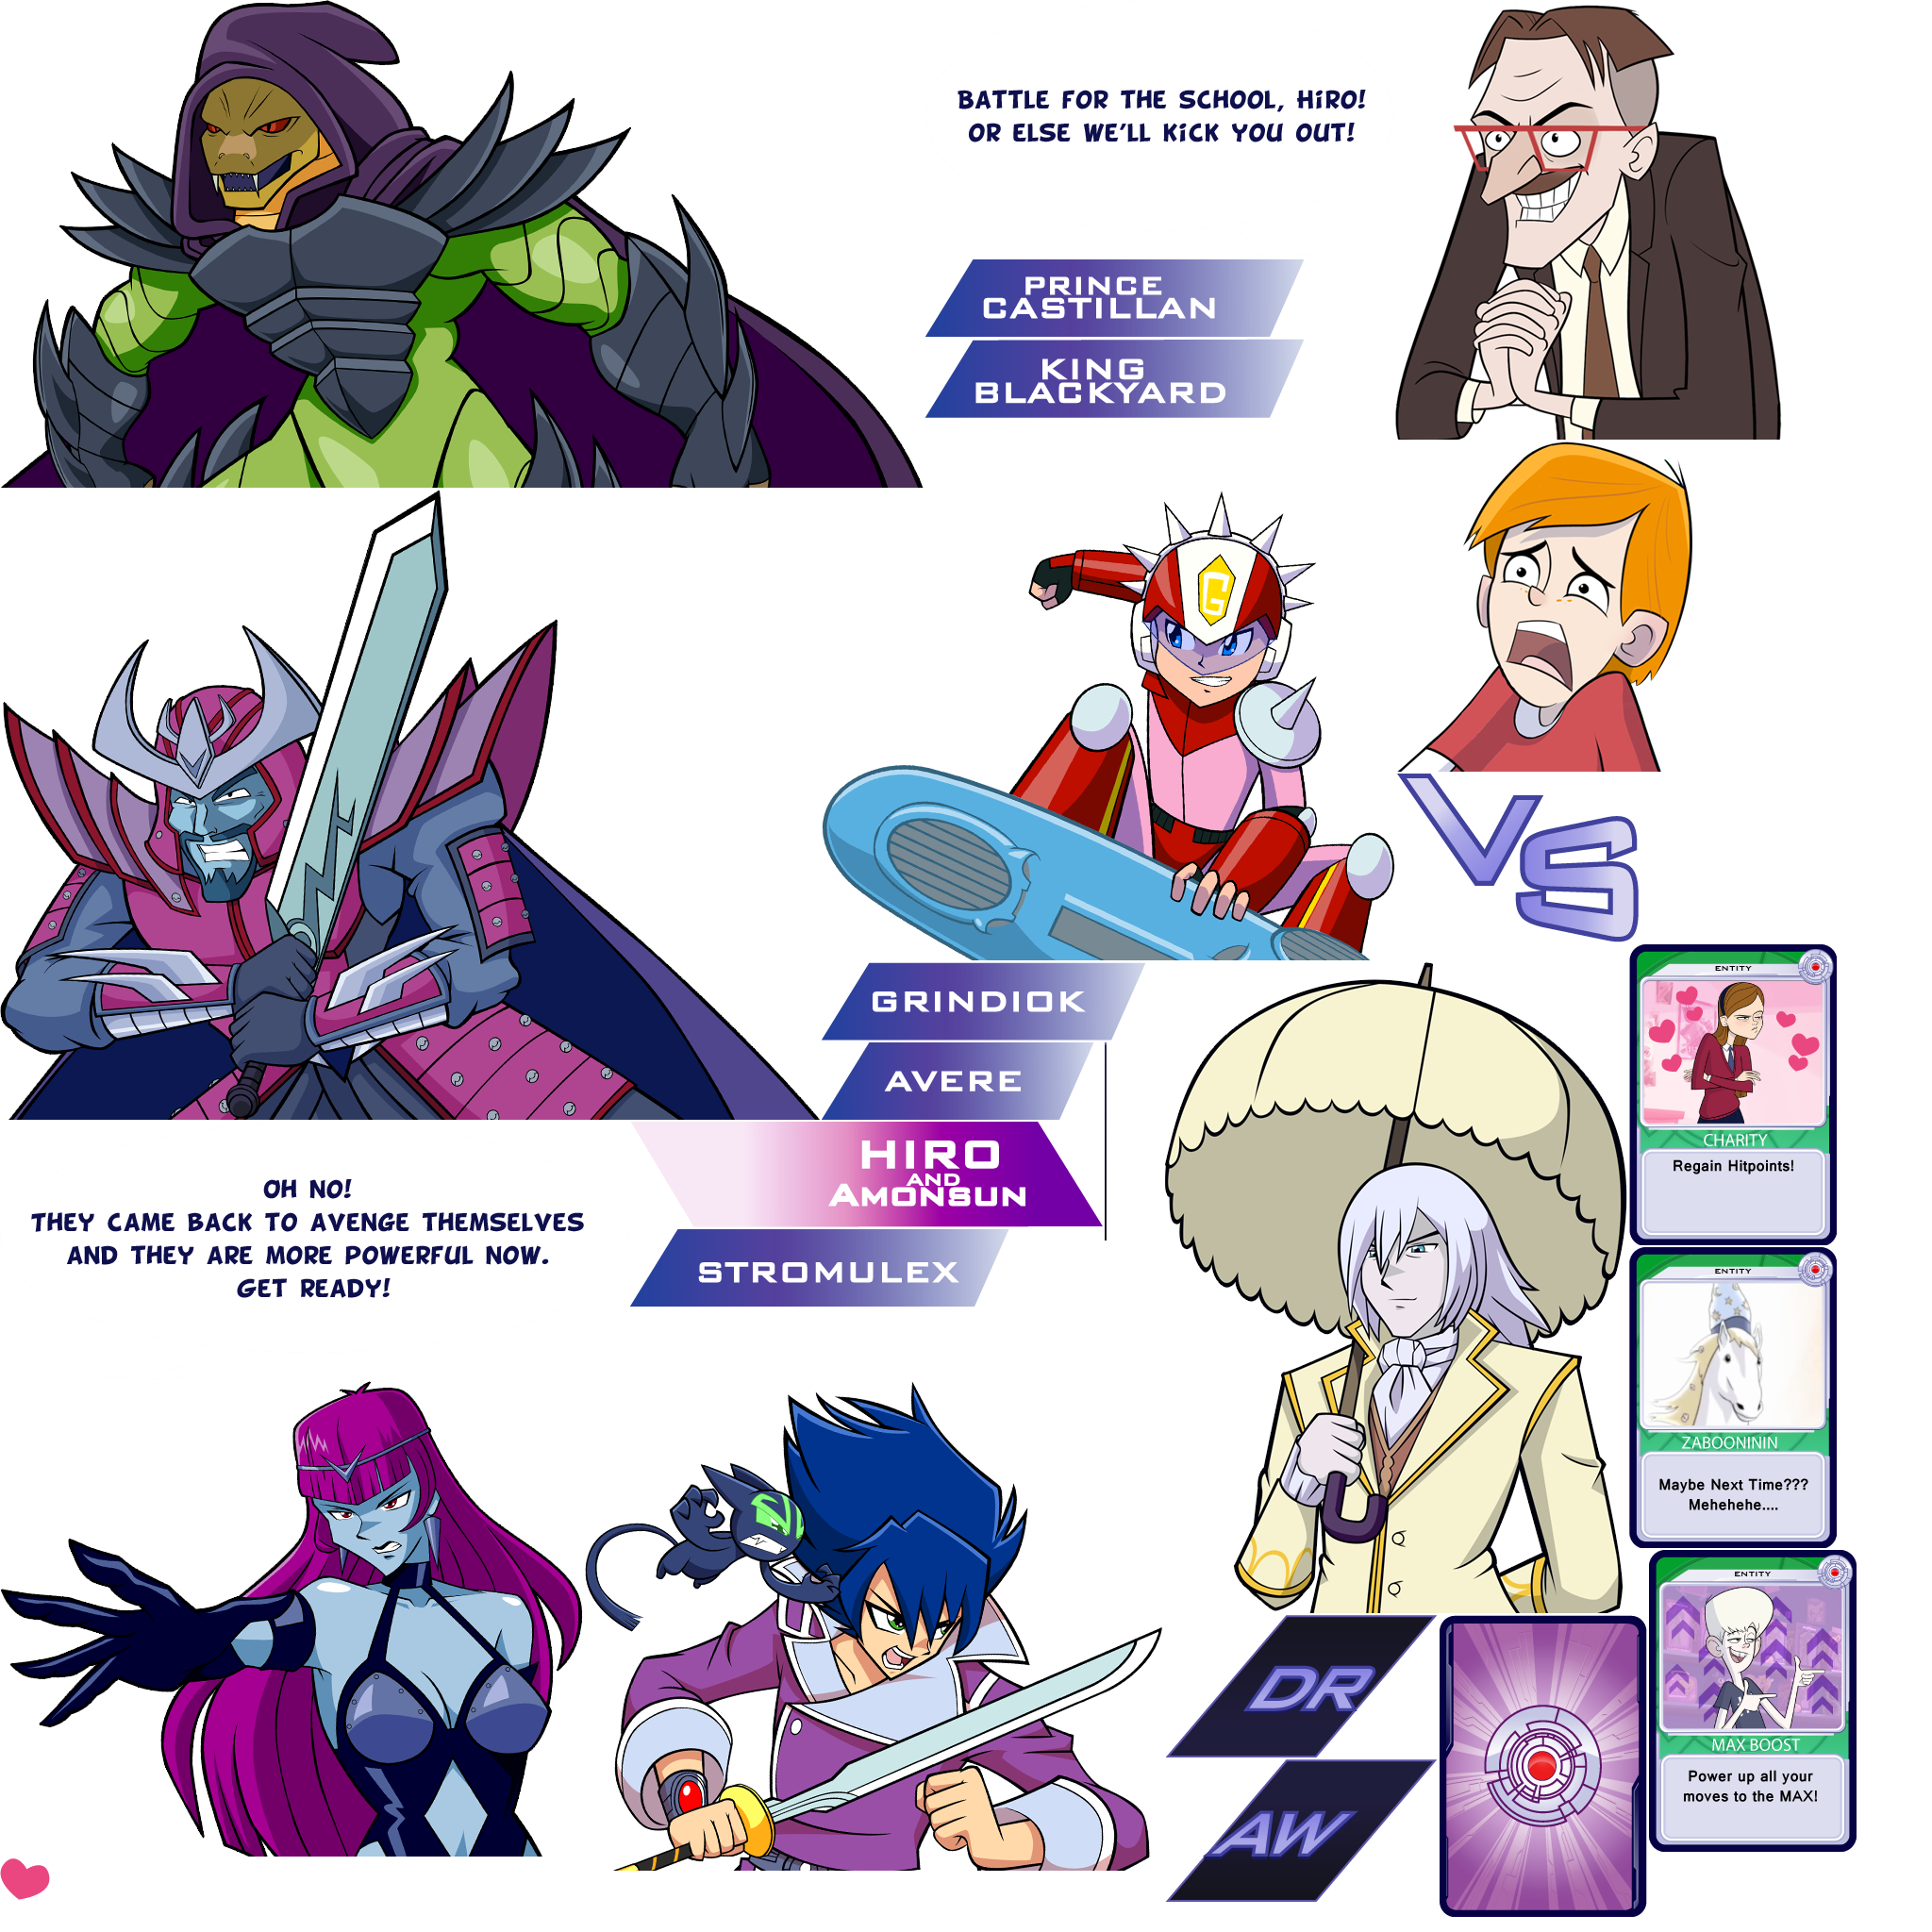 BATTLE FOR THE SCHOOL, HiRO!
OR ELSE WE'LL KiCK YOU OUT!
PRINCE
CASTILLAN
KING
BLACKYARD
G
VS
GRINDIOK
AVERE
HIRO
AND
AMONSUN
STROMULEX
OH NO!
THEY CAME BACK TO AVENGE THEMSELVES
AND THEY ARE MORE POWERFUL NOW.
GET READY!
ENTITY
CHARITY
Regain Hitpoints!
ENTITY
ZABOONININ
Maybe Next Time???
Mehehehe....
ENTITY
MAX BOOST
Power up all your
moves to the MAX!
DR
AW